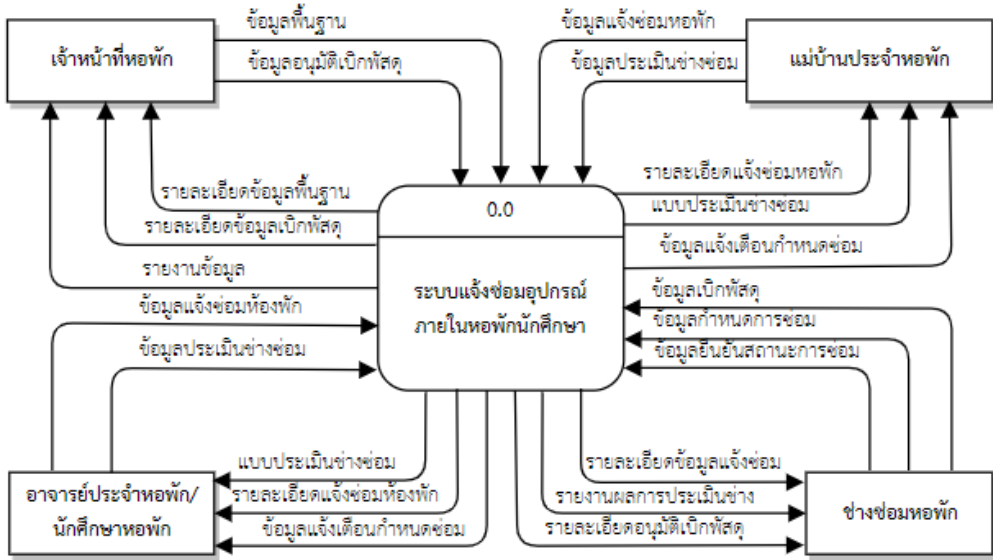 ข้อมูลพื้นฐาน
ข้อมูลแจ้งซ่อมหอพัก
เจ้าหน้าที่หอพัก
แม่บ้านประจำหอพัก
ข้อมูลอนุมัติเบิกพัสดุ
ข้อมูลประเมินช่างซ่อม
รายละเอียดแจ้งซ่อมหอพัก
รายละเอียดข้อมูลพื้นฐาน
0.0
แบบประเมินช่างซ่อม
รายละเอียดข้อมูลเบิกพัสดุ
ข้อมูลแจ้งเตือนกำหนดซ่อม
รายงานข้อมูล
ระบบแจ้งซ่อมอุปกรณ์
ภายในหอพักนักศึกษา
ข้อมูลเบิกพัสดุ
ข้อมูลแจ้งซ่อมห้องพัก
ข้อมูลกำหนดการซ่อม
ข้อมูลประเมินช่างซ่อม
ข้อมูลยืนยันสถานะการซ่อม
แบบประเมินช่างซ่อม
รายละเอียดข้อมูลแจ้งซ่อม
อาจารย์ประจำหอพัก/
นักศึกษาหอพัก
รายละเอียดแจ้งซ่อมห้องพัก
รายงานผลการประเมินช่าง
ช่างซ่อมหอพัก
ข้อมูลแจ้งเตือนกำหนดซ่อม
รายละเอียดอนุมัติเบิกพัสดุ